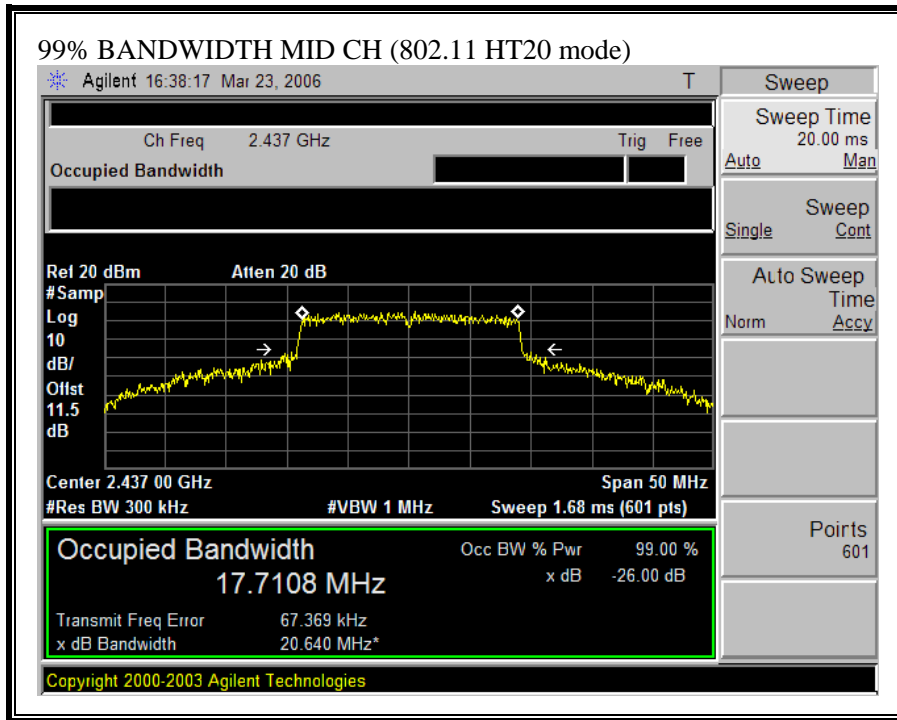 99% BANDWIDTH MID CH (802.11 HT20 mode)
Agilent 16:38:17 Mar 23, 2006 T
Ch Freq 2.437 GHz Trig Free
Occupied Bandwidth
Ref 20 dBm Atten 20 dB
#Samp
Log
10
dB/
Offst
11.5
dB
Center 2.437 00 GHz Span 50 MHz
#Res BW 300 kHz #VBW 1 MHz Sweep 1.68 ms (601 pts)
Occupied Bandwidth Occ BW % Pwr 99.00 %
17.7108 MHz x dB -26.00 dB
Transmit Freq Error 67.369 kHz
x dB Bandwidth 20.640 MHz*
Copyright 2000-2003 Agilent Technologies
Sweep
Sweep Time
20.00 ms
Auto Man
Sweep
Single Cont
Auto Sweep
Time
Norm Accy
Points
601